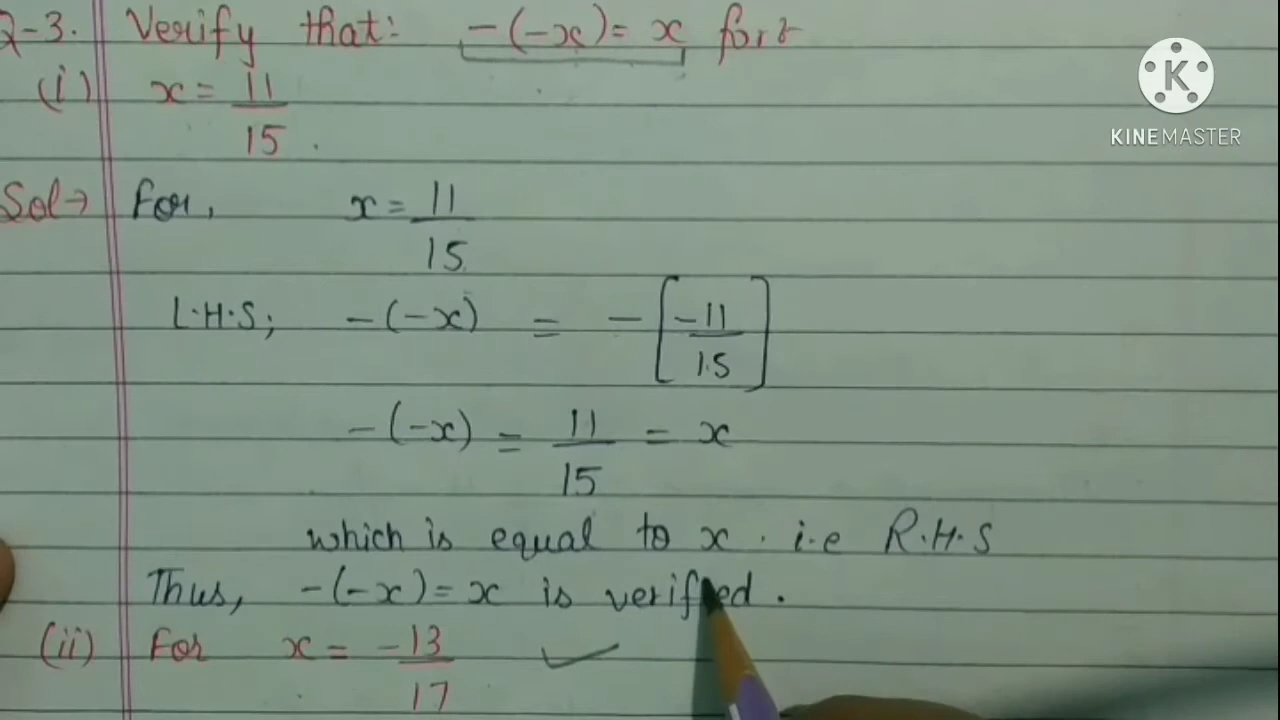 Q-3. Verify that:- -(-x) = x for :-
(i) x = 11/15.
Sol→ For, x = 11/15
L.H.S; -(-x) = -[-11/15]
-(-x) = 11/15 = x
which is equal to x. i.e R.H.S
Thus, -(-x) = x is verified.
(ii) For x = -13/17 ✓
K
KINEMASTER